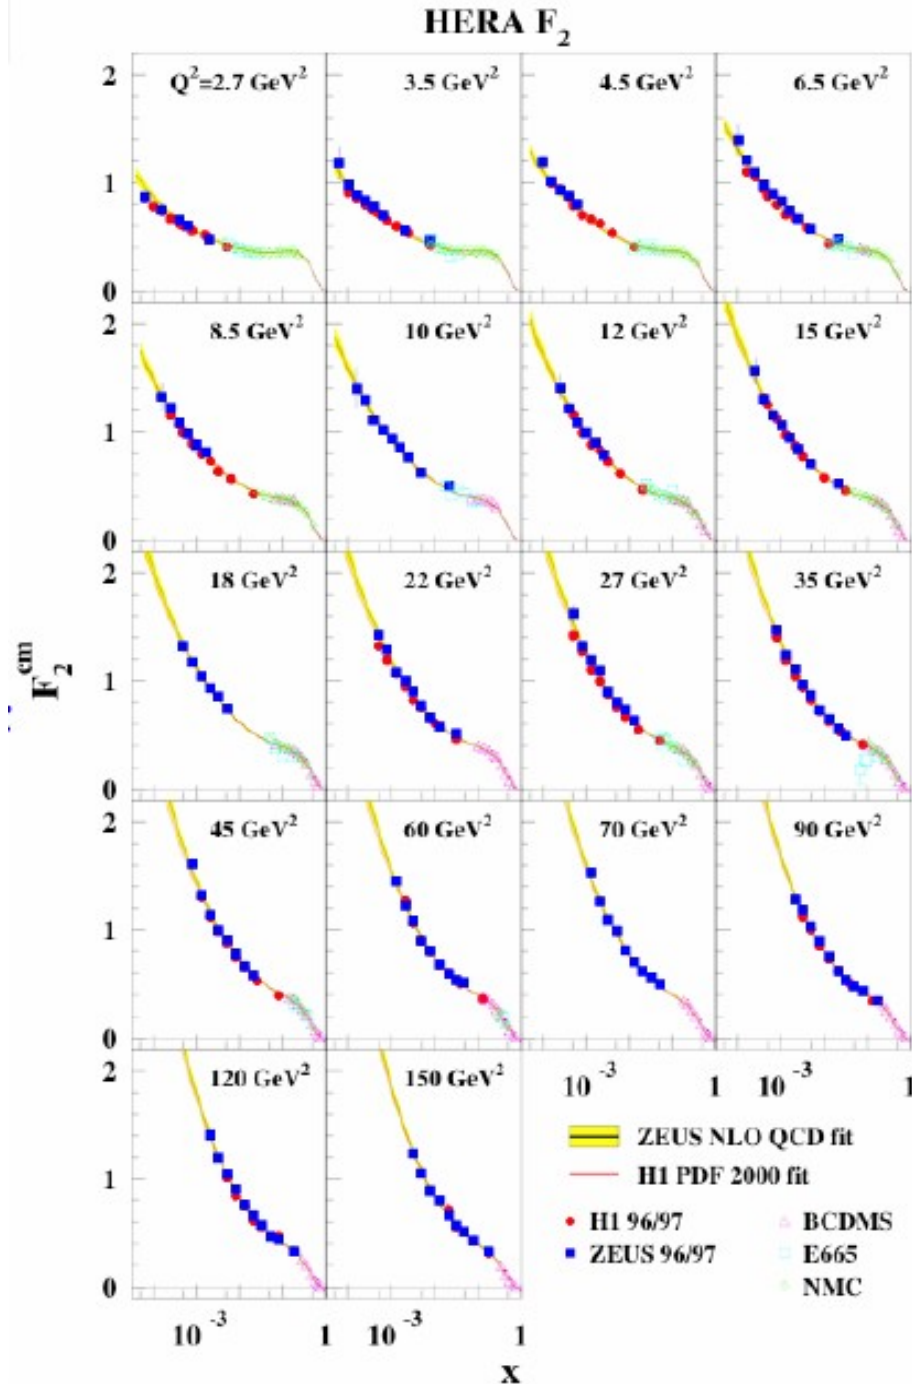 HERA F₂
Q²=2.7 GeV²
3.5 GeV²
4.5 GeV²
6.5 GeV²
2
1
0
8.5 GeV²
10 GeV²
12 GeV²
15 GeV²
2
1
0
18 GeV²
22 GeV²
27 GeV²
35 GeV²
2
1
0
F₂ᵉᵐ
45 GeV²
60 GeV²
70 GeV²
90 GeV²
2
1
0
120 GeV²
150 GeV²
2
1
0
10⁻³ 1 10⁻³ 1
ZEUS NLO QCD fit
H1 PDF 2000 fit
H1 96/97
ZEUS 96/97
BCDMS
E665
NMC
10⁻³ 1 10⁻³ 1
x